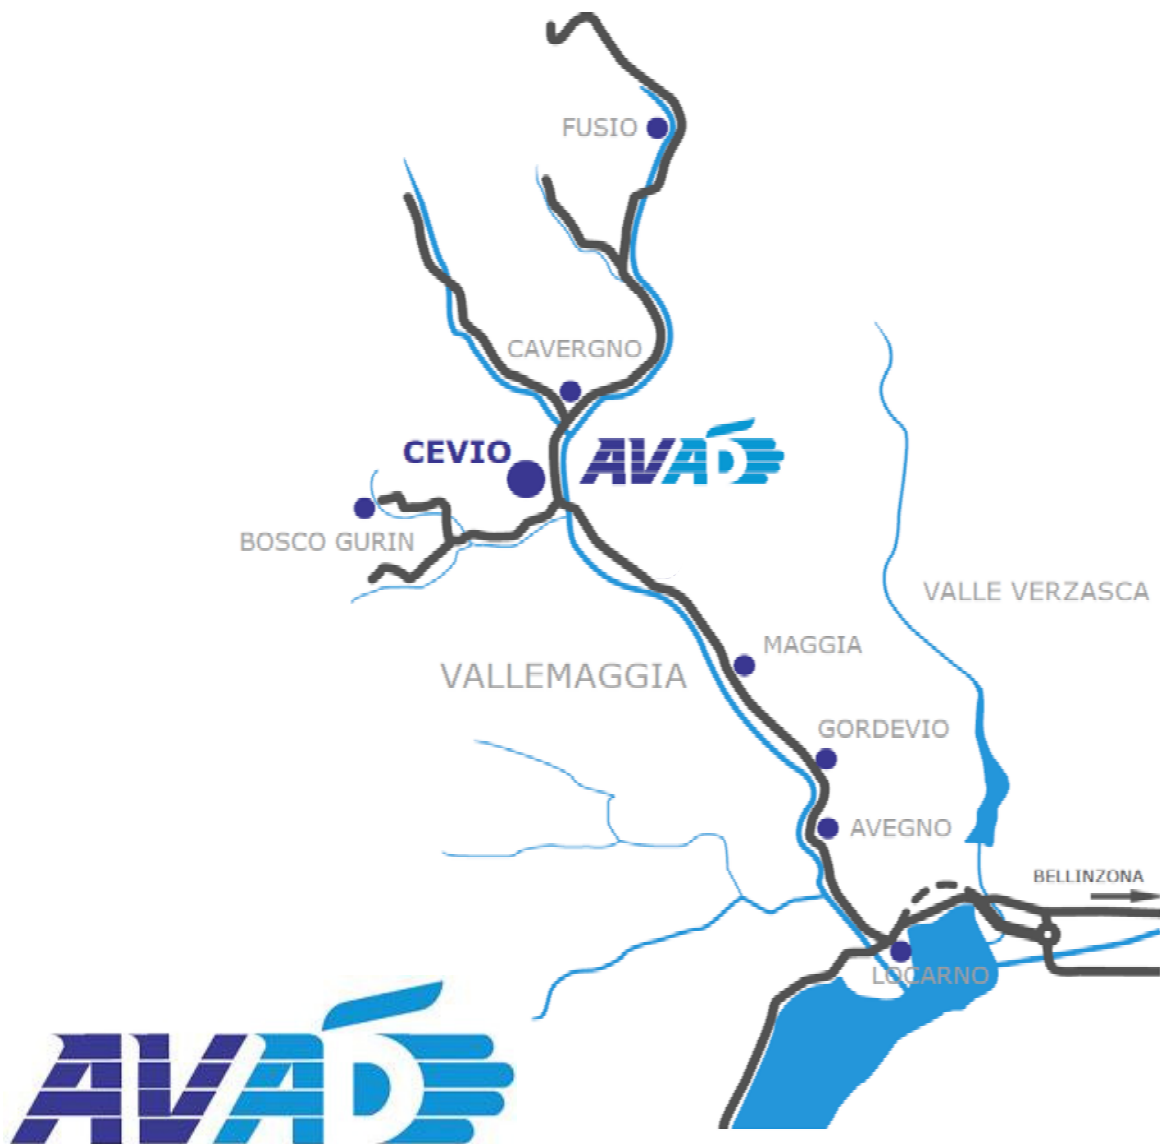 FUSIO
CAVERGNO
CEVIO
AVAD
BOSCO GURIN
VALLE VERZASCA
MAGGIA
VALLEMAGGIA
GORDEVIO
AVEGNO
BELLINZONA
LOCARNO
AVAD